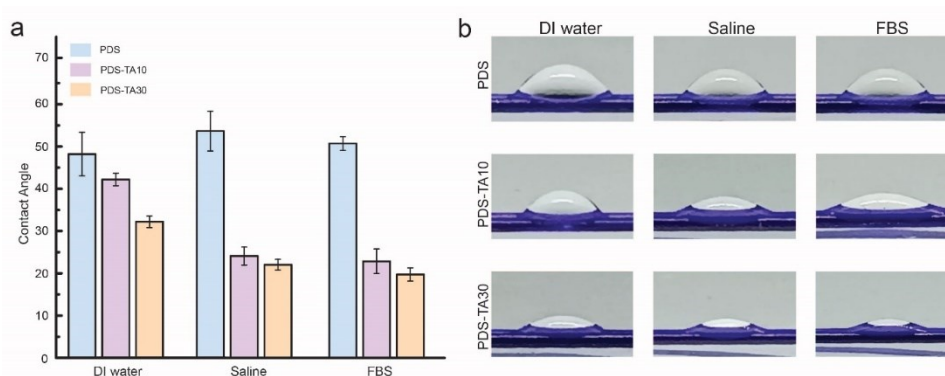 a
70
60
50
40
30
20
10
0
Contact Angle
PDS
PDS-TA10
PDS-TA30
DI water
Saline
FBS
b
DI water
Saline
FBS
PDS
PDS-TA10
PDS-TA30